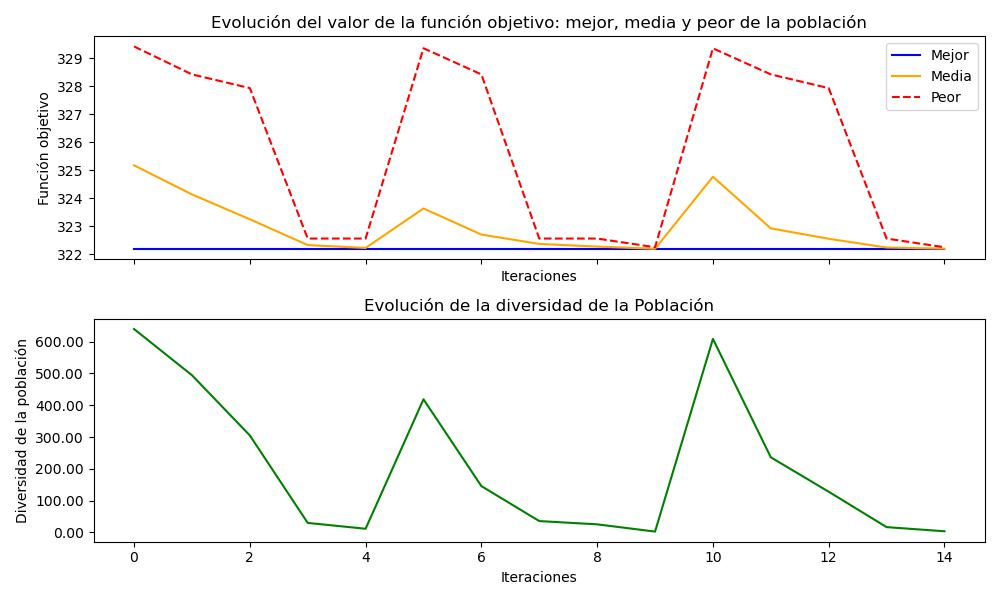 Evolución del valor de la función objetivo: mejor, media y peor de la población
Función objetivo
329
328
327
326
325
324
323
322
Mejor
Media
Peor
Iteraciones
Evolución de la diversidad de la Población
Diversidad de la población
600.00
500.00
400.00
300.00
200.00
100.00
0.00
0 2 4 6 8 10 12 14
Iteraciones